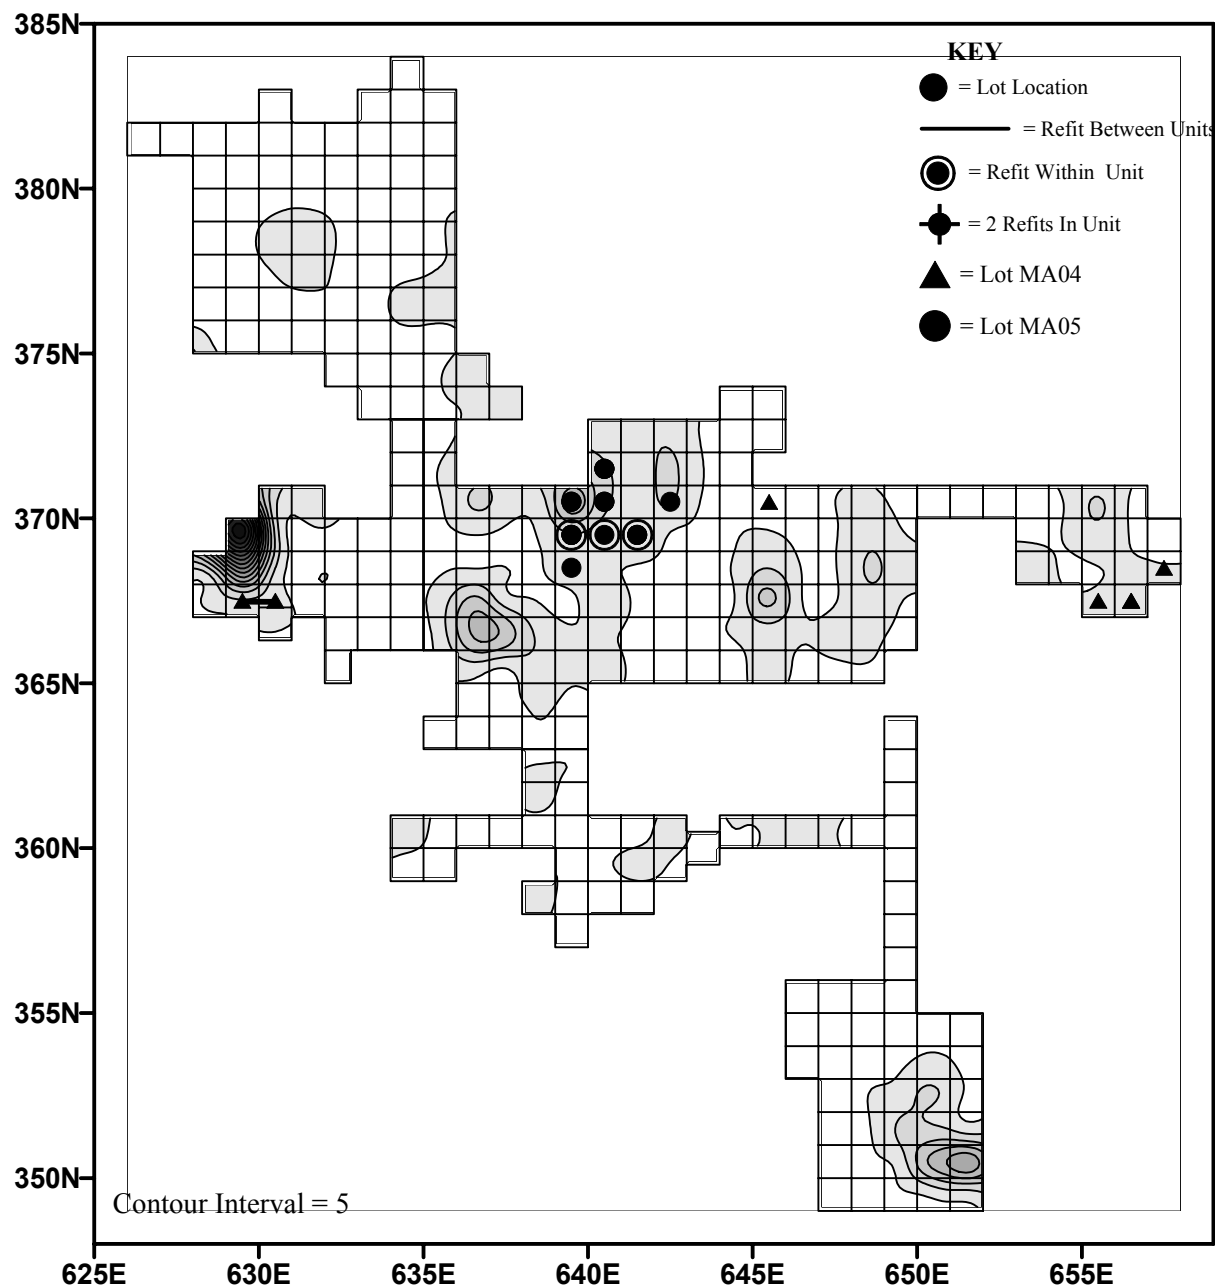 385N
KEY
= Lot Location
= Refit Between Units
= Refit Within Unit
380N
= 2 Refits In Unit
= Lot MA04
= Lot MA05
375N
370N
365N
360N
355N
350N
Contour Interval = 5
625E 630E 635E 640E 645E 650E 655E